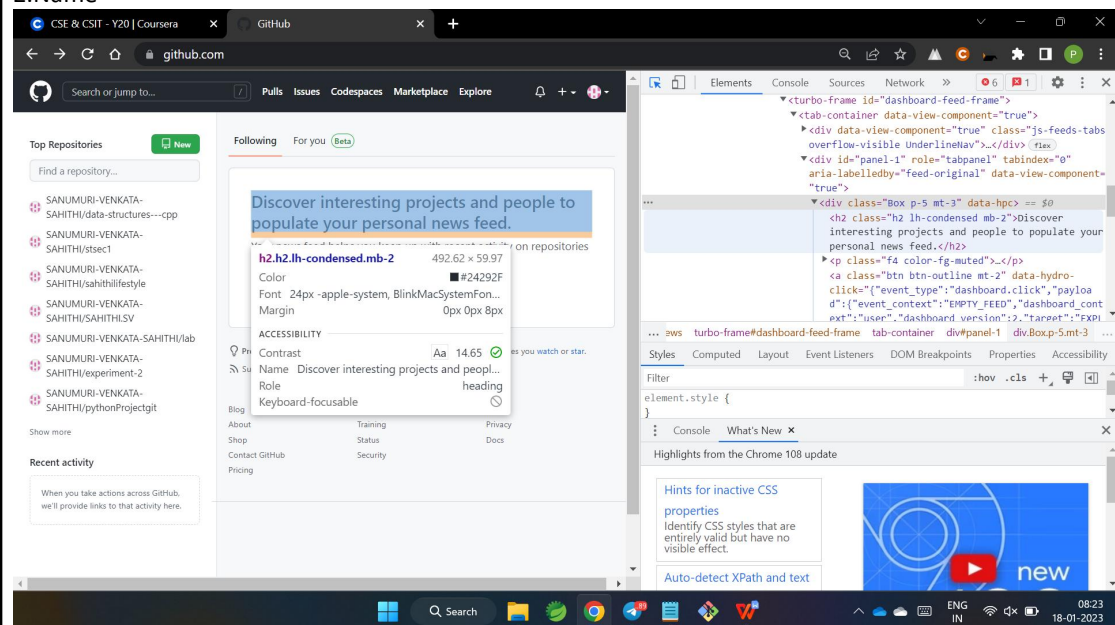 CSE & CSIT - Y20 | Coursera
GitHub
github.com
P
Search or jump to...
/
Pulls Issues Codespaces Marketplace Explore
Top Repositories
New
Find a repository...
SANUMURI-VENKATA-
SAHITHI/data-structures---cpp
SANUMURI-VENKATA-
SAHITHI/stsec1
SANUMURI-VENKATA-
SAHITHI/sahithilifestyle
SANUMURI-VENKATA-
SAHITHI/SAHITHI.SV
SANUMURI-VENKATA-SAHITHI/lab
SANUMURI-VENKATA-
SAHITHI/experiment-2
SANUMURI-VENKATA-
SAHITHI/pythonProjectgit
Show more
Recent activity
When you take actions across GitHub,
we'll provide links to that activity here.
Following For you Beta
Discover interesting projects and people to
populate your personal news feed.
on repositories
h2.h2.lh-condensed.mb-2 492.62 × 59.97
Color #24292F
Font 24px -apple-system, BlinkMacSystemFon...
Margin 0px 0px 8px
ACCESSIBILITY
Contrast Aa 14.65
Name Discover interesting projects and peopl...
Role heading
Keyboard-focusable
you watch or star.
Blog
About Training Privacy
Shop Status Docs
Contact GitHub Security
Pricing
Elements Console Sources Network » 6 1
<turbo-frame id="dashboard-feed-frame">
<tab-container data-view-component="true">
<div data-view-component="true" class="js-feeds-tabs
overflow-visible UnderlineNav">…</div> flex
<div id="panel-1" role="tabpanel" tabindex="0"
aria-labelledby="feed-original" data-view-component=
"true">
<div class="Box p-5 mt-3" data-hpc> == $0
<h2 class="h2 lh-condensed mb-2">Discover
interesting projects and people to populate your
personal news feed.</h2>
<p class="f4 color-fg-muted">…</p>
<a class="btn btn-outline mt-2" data-hydro-
click="{"event_type":"dashboard.click","payloa
d":{"event_context":"EMPTY_FEED","dashboard_cont
ext":"user","dashboard_version":2,"target":"EXPL
... ews turbo-frame#dashboard-feed-frame tab-container div#panel-1 div.Box.p-5.mt-3 ...
Styles Computed Layout Event Listeners DOM Breakpoints Properties Accessibility
Filter :hov .cls +
element.style {
}
Console What's New ×
Highlights from the Chrome 108 update
Hints for inactive CSS
properties
Identify CSS styles that are
entirely valid but have no
visible effect.
Auto-detect XPath and text
new
Search
89
ENG
IN
08:23
18-01-2023